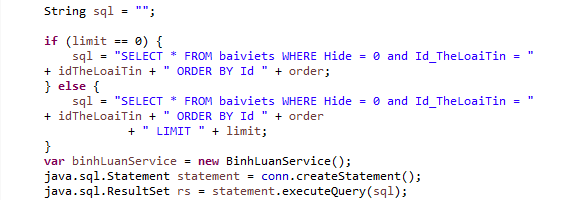 String sql = "";
if (limit == 0) {
sql = "SELECT * FROM baiviets WHERE Hide = 0 and Id_TheLoaiTin = "
+ idTheLoaiTin + " ORDER BY Id " + order;
} else {
sql = "SELECT * FROM baiviets WHERE Hide = 0 and Id_TheLoaiTin = "
+ idTheLoaiTin + " ORDER BY Id " + order
+ " LIMIT " + limit;
}
var binhLuanService = new BinhLuanService();
java.sql.Statement statement = conn.createStatement();
java.sql.ResultSet rs = statement.executeQuery(sql);